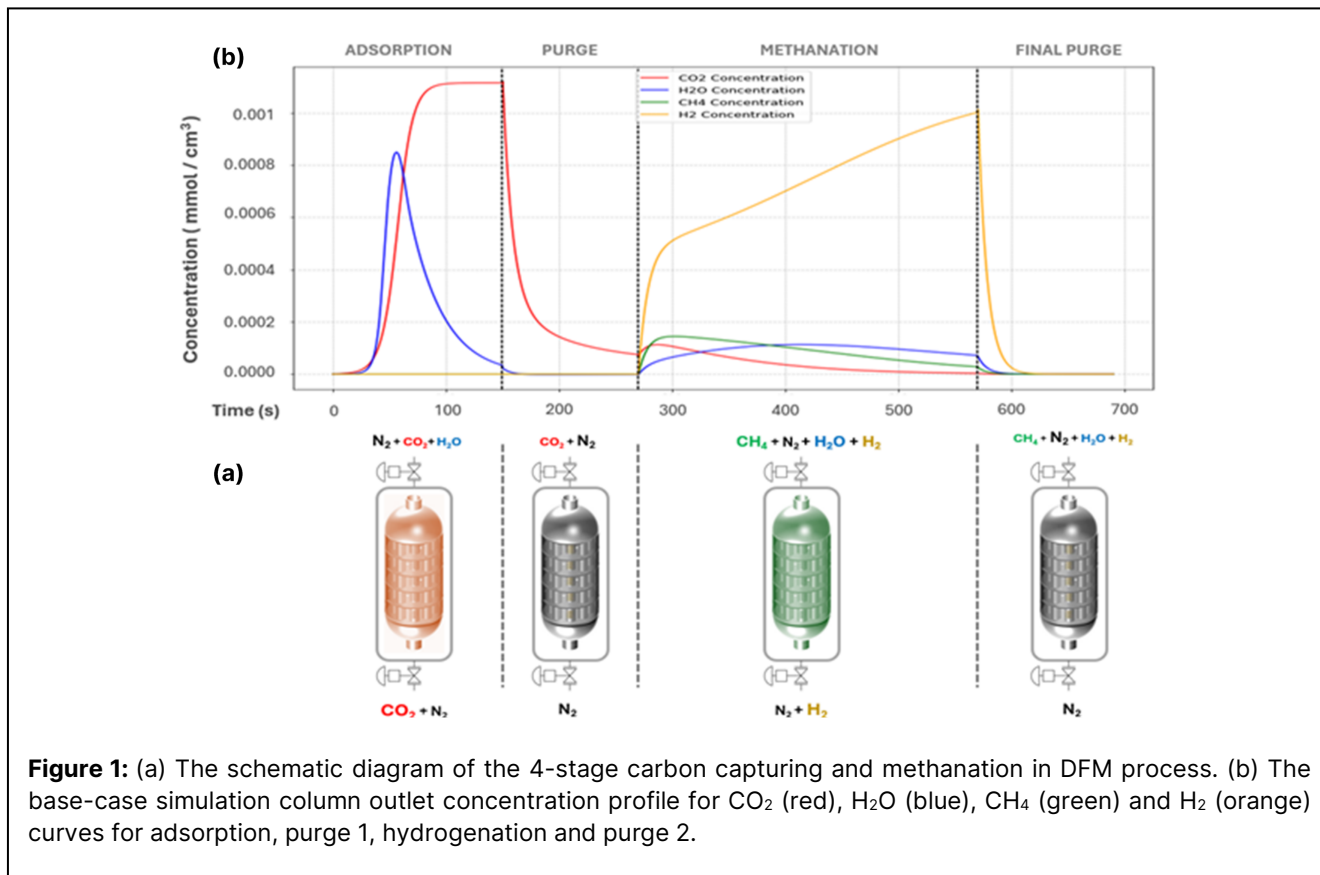 (b)
ADSORPTION PURGE METHANATION FINAL PURGE
CO2 Concentration
H2O Concentration
CH4 Concentration
H2 Concentration
Concentration ( mmol / cm³)
0.001
0.0008
0.0006
0.0004
0.0002
0.0000
Time (s) 0 100 200 300 400 500 600 700
N₂ + CO₂ + H₂O CO₂ + N₂ CH₄ + N₂ + H₂O + H₂ CH₄ + N₂ + H₂O + H₂
(a)
CO₂ + N₂ N₂ N₂ + H₂ N₂
Figure 1: (a) The schematic diagram of the 4-stage carbon capturing and methanation in DFM process. (b) The
base-case simulation column outlet concentration profile for CO₂ (red), H₂O (blue), CH₄ (green) and H₂ (orange)
curves for adsorption, purge 1, hydrogenation and purge 2.